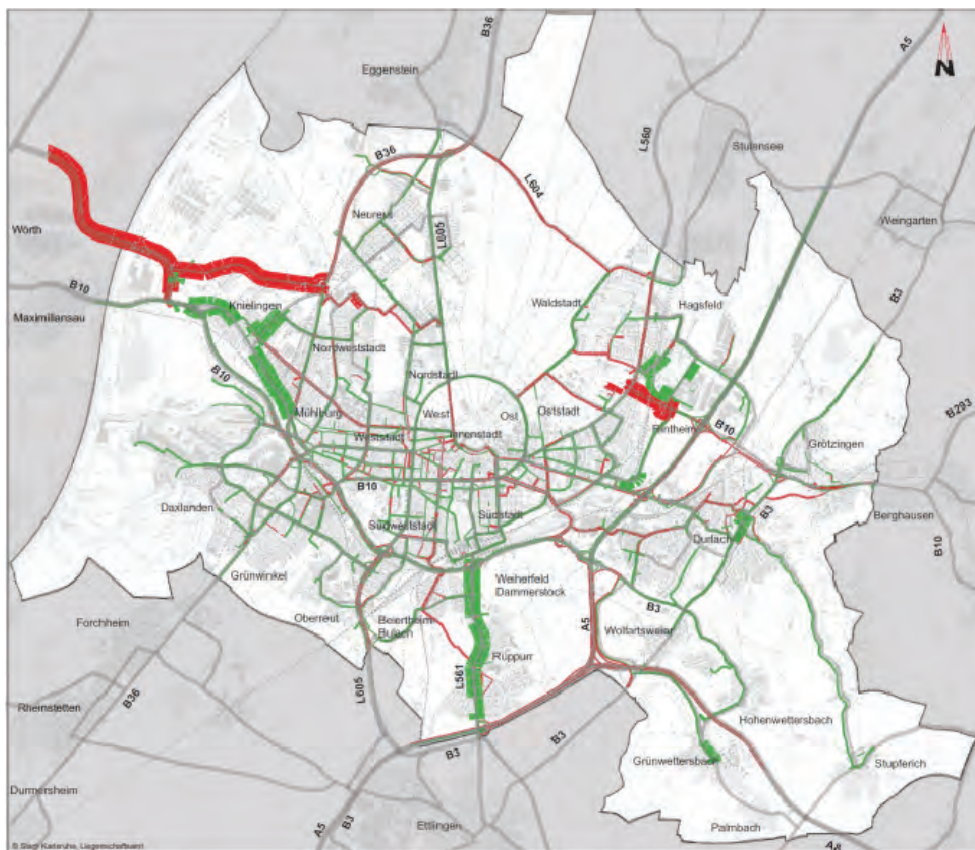 B36
A5
N
Eggenstein
B36
L560
Stutensee
L604
Neureut
L605
Weingarten
Wörth
B10
Knielingen
Waldstadt
Hagsfeld
B3
Maximiliansau
Nordweststadt
Nordstadt
B10
Mühlburg
West
Ost
Oststadt
Weststadt
Innenstadt
Rintheim
B10
B293
Grötzingen
B10
Daxlanden
Südweststadt
Südstadt
Durlach
B3
Berghausen
B10
Grünwinkel
Weiherfeld
Dammerstock
B3
Forchheim
Oberreut
Beiertheim
Bulach
A5
Wolfartsweier
L561
Rüppurr
B36
L605
Rheinstetten
B3
B3
Hohenwettersbach
Grünwettersbach
Stupferich
Durmersheim
A5
B3
Ettlingen
Palmbach
A8
© Stadt Karlsruhe, Liegenschaftsamt